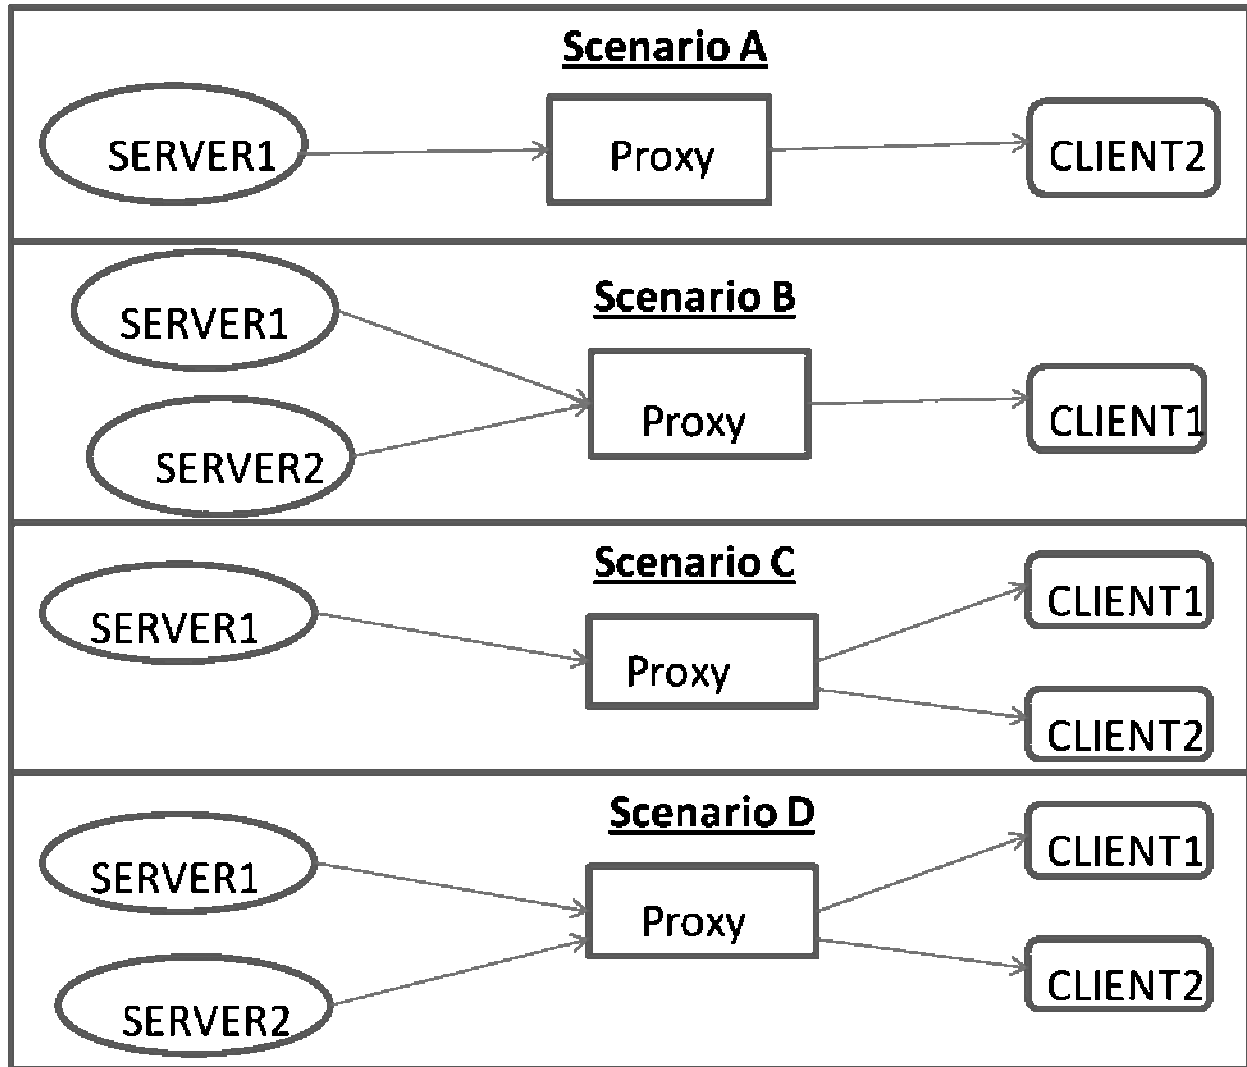 Scenario A
SERVER1
Proxy
CLIENT2
Scenario B
SERVER1
Proxy
CLIENT1
SERVER2
Scenario C
SERVER1
Proxy
CLIENT1
CLIENT2
Scenario D
SERVER1
Proxy
CLIENT1
SERVER2
CLIENT2